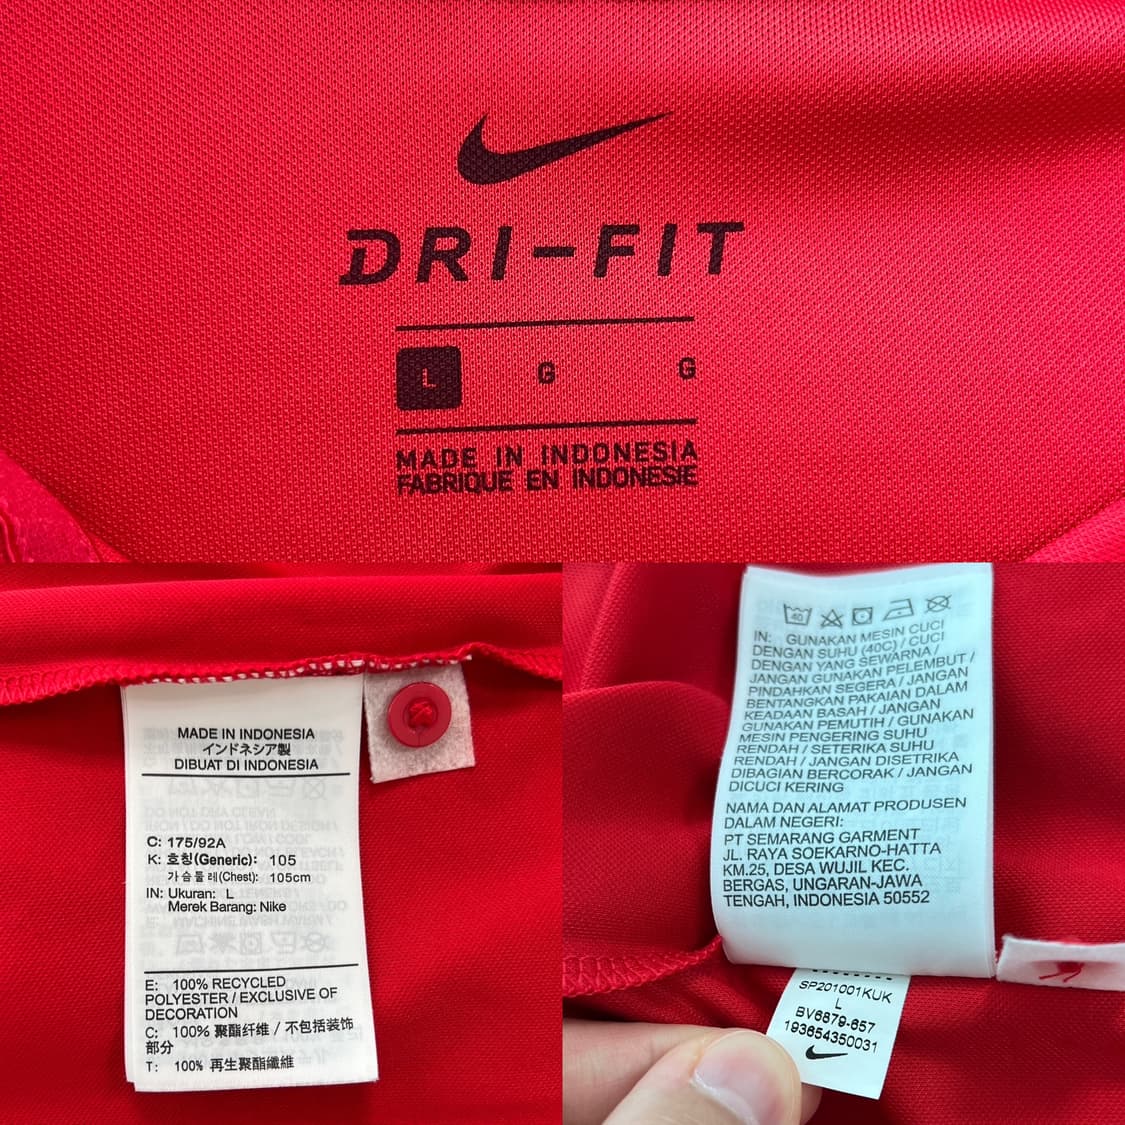 DRI-FIT
L G G
MADE IN INDONESIA
FABRIQUE EN INDONESIE
MADE IN INDONESIA
インドネシア製
DIBUAT DI INDONESIA
C: 175/92A
K: 호칭(Generic): 105
가슴둘레(Chest): 105cm
IN: Ukuran: L
Merek Barang: Nike
E: 100% RECYCLED
POLYESTER / EXCLUSIVE OF
DECORATION
C: 100% 聚酯纤维 / 不包括装饰
部分
T: 100% 再生聚酯纖維
40
IN: GUNAKAN MESIN CUCI
DENGAN SUHU (40C) / CUCI
DENGAN YANG SEWARNA /
JANGAN GUNAKAN PELEMBUT /
PINDAHKAN SEGERA / JANGAN
BENTANGKAN PAKAIAN DALAM
KEADAAN BASAH / JANGAN
GUNAKAN PEMUTIH / GUNAKAN
MESIN PENGERING SUHU
RENDAH / SETERIKA SUHU
RENDAH / JANGAN DISETRIKA
DIBAGIAN BERCORAK / JANGAN
DICUCI KERING
NAMA DAN ALAMAT PRODUSEN
DALAM NEGERI:
PT SEMARANG GARMENT
JL. RAYA SOEKARNO-HATTA
KM.25, DESA WUJIL KEC.
BERGAS, UNGARAN-JAWA
TENGAH, INDONESIA 50552
SP201001KUK
L
BV6879-657
193654350031